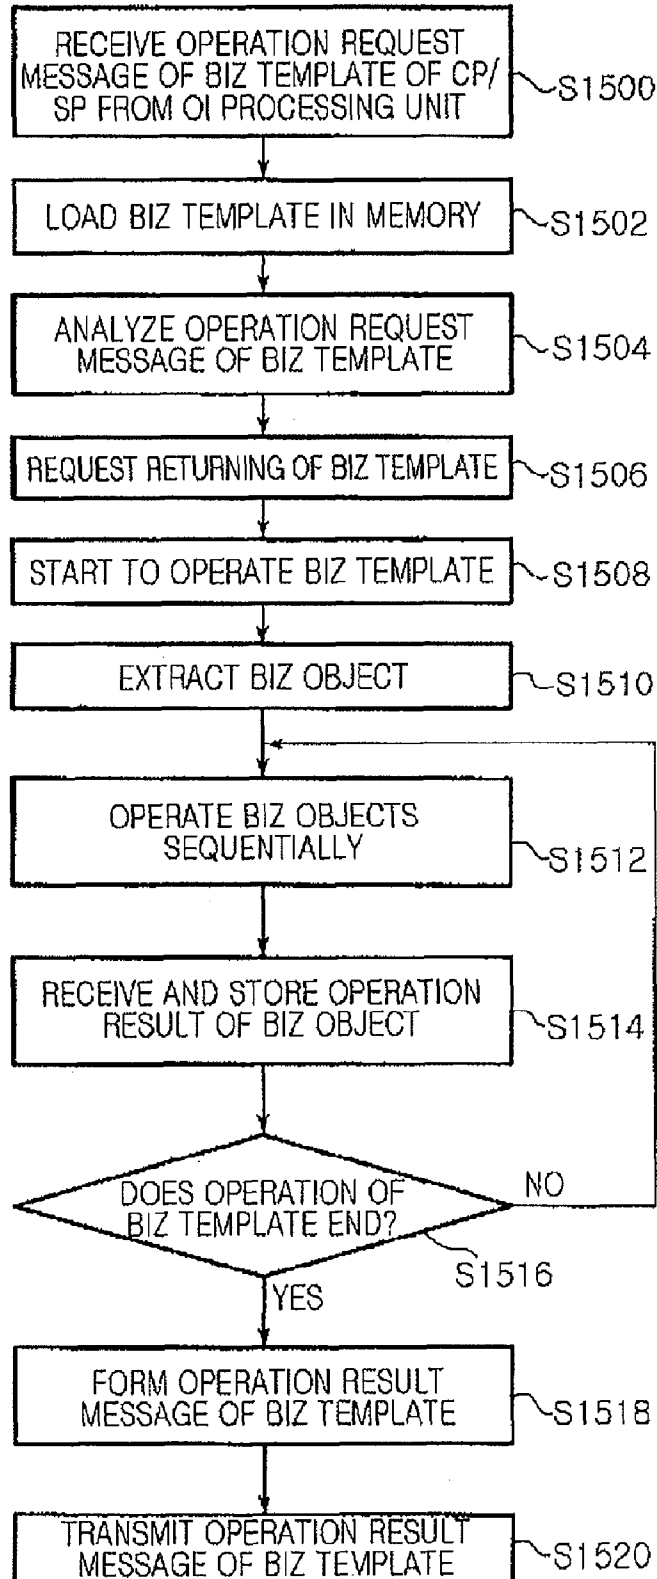 RECEIVE OPERATION REQUEST
MESSAGE OF BIZ TEMPLATE OF CP/
SP FROM OI PROCESSING UNIT
S1500
LOAD BIZ TEMPLATE IN MEMORY
S1502
ANALYZE OPERATION REQUEST
MESSAGE OF BIZ TEMPLATE
S1504
REQUEST RETURNING OF BIZ TEMPLATE
S1506
START TO OPERATE BIZ TEMPLATE
S1508
EXTRACT BIZ OBJECT
S1510
OPERATE BIZ OBJECTS
SEQUENTIALLY
S1512
RECEIVE AND STORE OPERATION
RESULT OF BIZ OBJECT
S1514
DOES OPERATION OF
BIZ TEMPLATE END?
NO
S1516
YES
FORM OPERATION RESULT
MESSAGE OF BIZ TEMPLATE
S1518
TRANSMIT OPERATION RESULT
MESSAGE OF BIZ TEMPLATE
S1520